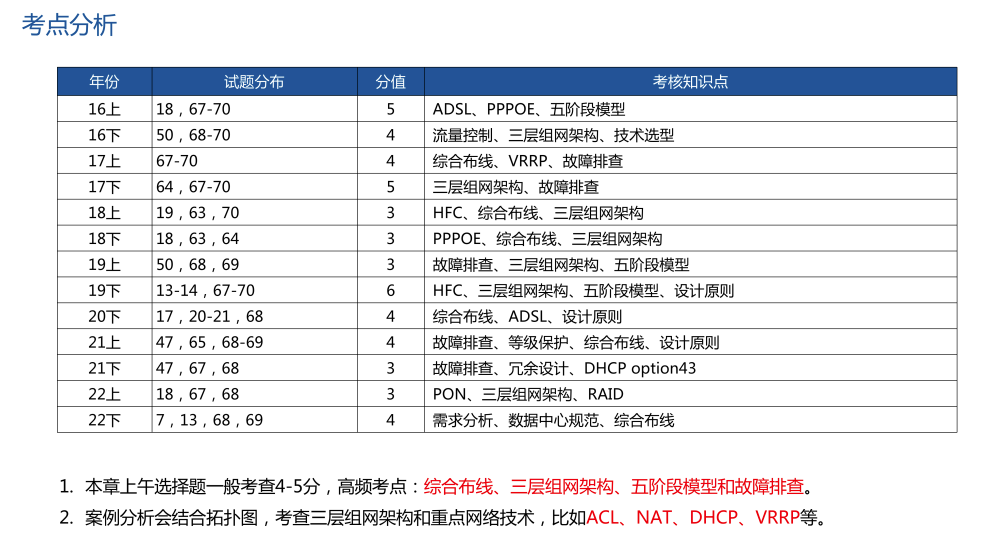 考点分析
年份 试题分布 分值 考核知识点
16上 18，67-70 5 ADSL、PPPOE、五阶段模型
16下 50，68-70 4 流量控制、三层组网架构、技术选型
17上 67-70 4 综合布线、VRRP、故障排查
17下 64，67-70 5 三层组网架构、故障排查
18上 19，63，70 3 HFC、综合布线、三层组网架构
18下 18，63，64 3 PPPOE、综合布线、三层组网架构
19上 50，68，69 3 故障排查、三层组网架构、五阶段模型
19下 13-14，67-70 6 HFC、三层组网架构、五阶段模型、设计原则
20下 17，20-21，68 4 综合布线、ADSL、设计原则
21上 47，65，68-69 4 故障排查、等级保护、综合布线、设计原则
21下 47，67，68 3 故障排查、冗余设计、DHCP option43
22上 18，67，68 3 PON、三层组网架构、RAID
22下 7，13，68，69 4 需求分析、数据中心规范、综合布线
1. 本章上午选择题一般考查4-5分，高频考点：综合布线、三层组网架构、五阶段模型和故障排查。
2. 案例分析会结合拓扑图，考查三层组网架构和重点网络技术，比如ACL、NAT、DHCP、VRRP等。